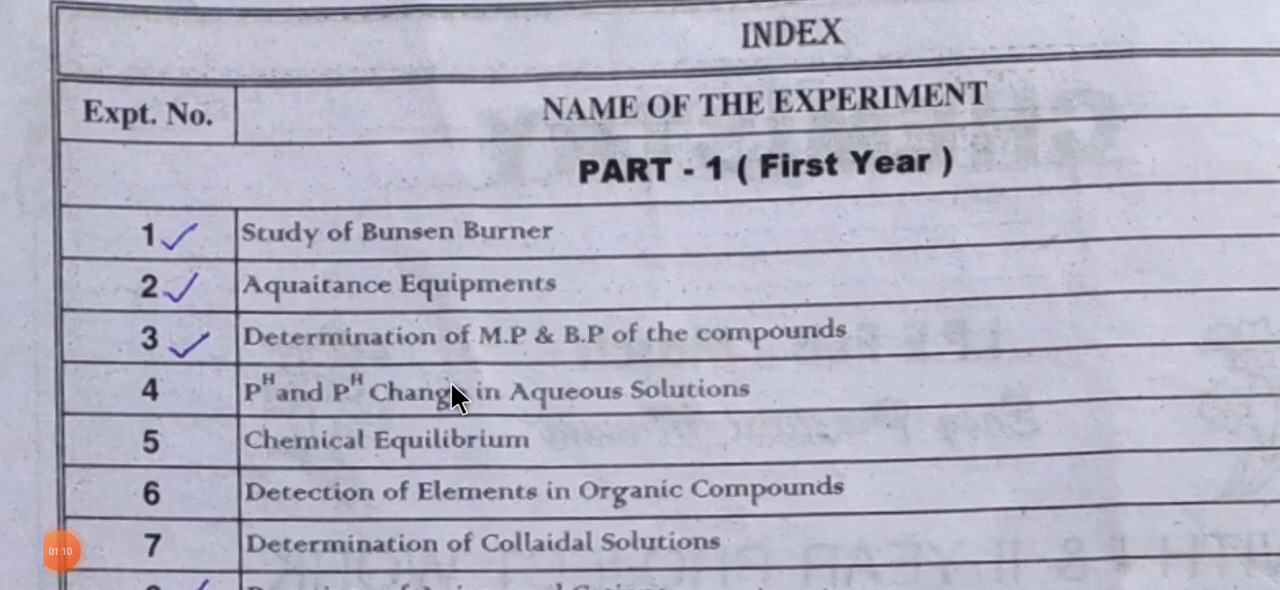 INDEX
Expt. No. NAME OF THE EXPERIMENT
PART - 1 ( First Year )
1 Study of Bunsen Burner
2 Aquaitance Equipments
3 Determination of M.P & B.P of the compounds
4 P^H and P^H Change in Aqueous Solutions
5 Chemical Equilibrium
6 Detection of Elements in Organic Compounds
7 Determination of Collaidal Solutions
01:10